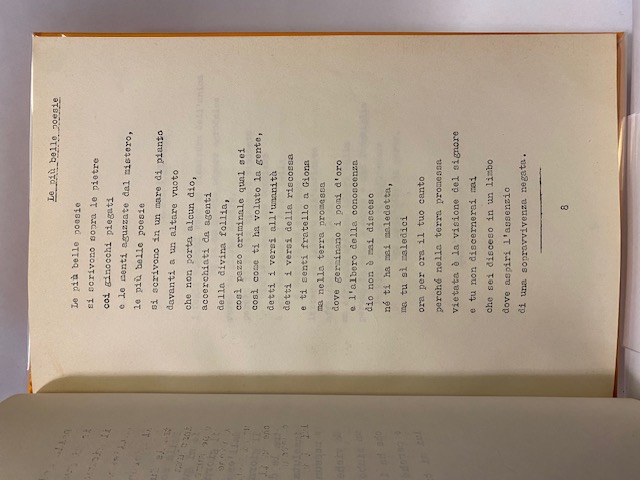 Le più belle poesie
Le più belle poesie
si scrivono sopra le pietre
coi ginocchi piegati
e le menti aguzzate dal mistero,
le più belle poesie
si scrivono in un mare di pianto
davanti a un altare vuoto
che non porta alcun dio,
accerchiati da agenti
della divina follia,
così pazzo criminale qual sei
così come ti ha voluto la gente,
detti i versi all'umanità
detti i versi della riscossa
e ti senti fratello a Giona
ma nella terra promessa
dove germinano i pomi d'oro
e l'albero della conoscenza
dio non è mai disceso
né ti ha mai maledetta,
ma tu sì maledici
ora per ora il tuo canto
perché nella terra promessa
vietata è la visione del signore
e tu non discernerai mai
che sei disceso in un limbo
dove aspiri l'assenzio
di una sopravvivenza negata.
8